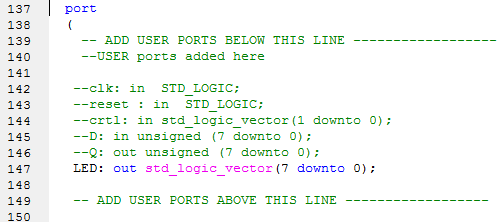 137 port
138 (
139 -- ADD USER PORTS BELOW THIS LINE ------------------
140 --USER ports added here
141
142 --clk: in  STD_LOGIC;
143 --reset : in  STD_LOGIC;
144 --crtl: in std_logic_vector(1 downto 0);
145 --D: in unsigned (7 downto 0);
146 --Q: out unsigned (7 downto 0);
147 LED: out std_logic_vector(7 downto 0);
148
149 -- ADD USER PORTS ABOVE THIS LINE ------------------
150